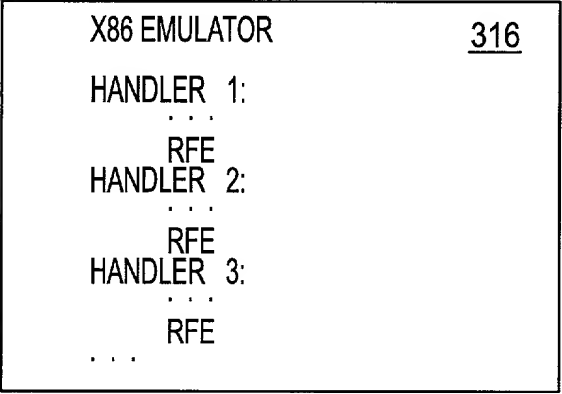 X86 EMULATOR 316
HANDLER 1:
. . .
RFE
HANDLER 2:
. . .
RFE
HANDLER 3:
. . .
RFE
. . .